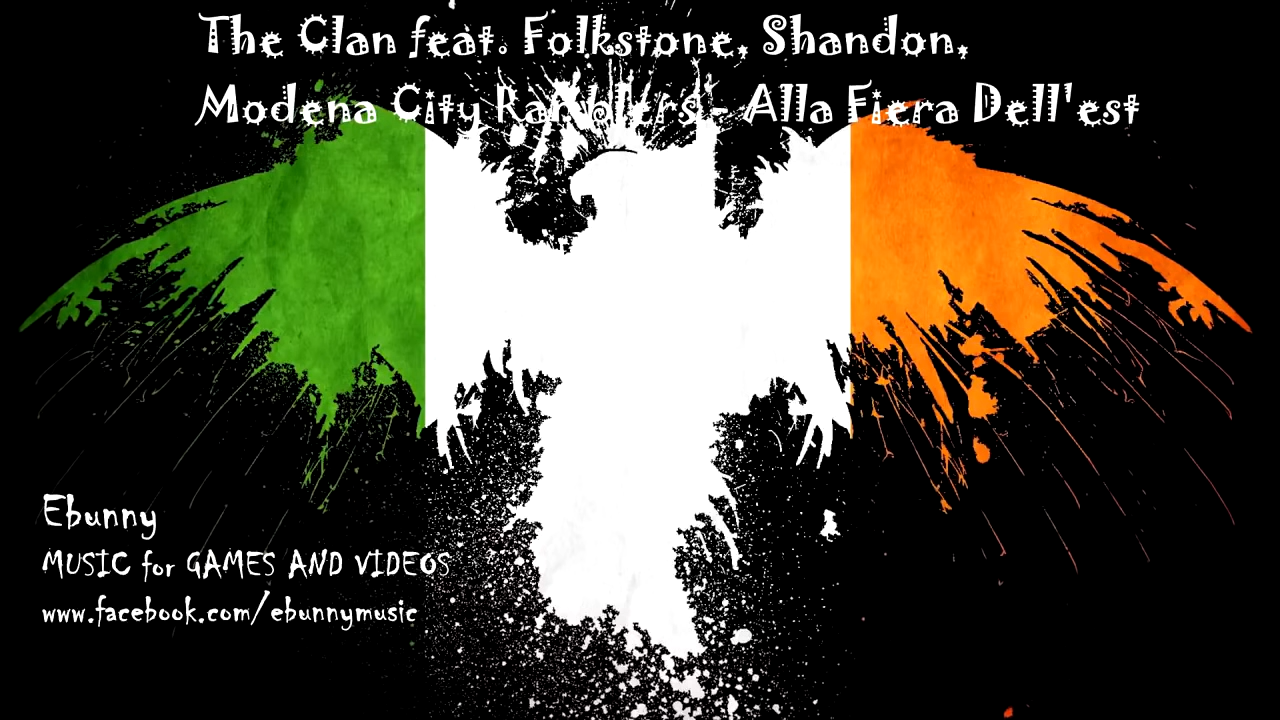 The Clan feat. Folkstone, Shandon,
Modena City Ramblers - Alla Fiera Dell'est
Ebunny
MUSIC for GAMES AND VIDEOS
www.facebook.com/ebunnymusic